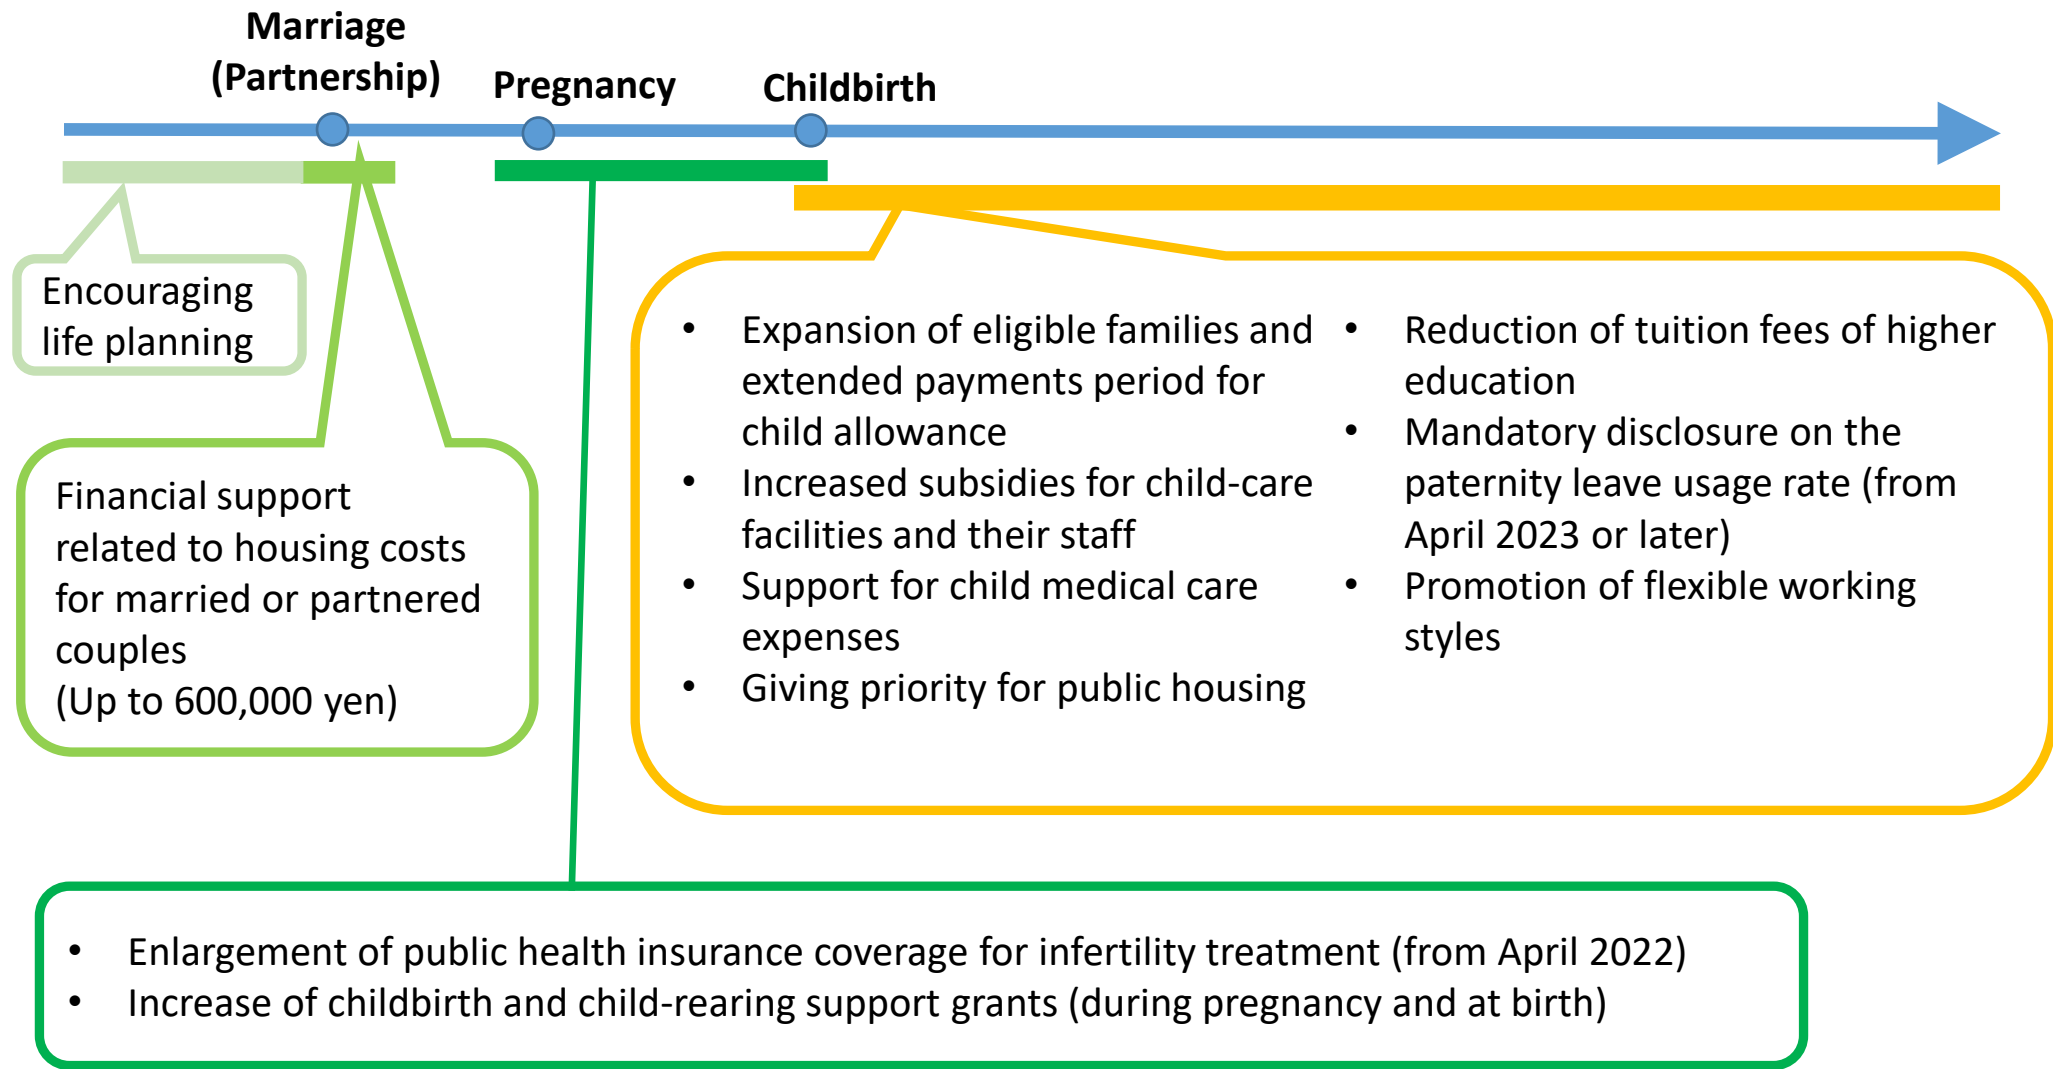 Marriage
(Partnership)
Pregnancy
Childbirth
Encouraging
life planning
Financial support
related to housing costs
for married or partnered
couples
(Up to 600,000 yen)
• Expansion of eligible families and
extended payments period for
child allowance
• Increased subsidies for child-care
facilities and their staff
• Support for child medical care
expenses
• Giving priority for public housing
• Reduction of tuition fees of higher
education
• Mandatory disclosure on the
paternity leave usage rate (from
April 2023 or later)
• Promotion of flexible working
styles
• Enlargement of public health insurance coverage for infertility treatment (from April 2022)
• Increase of childbirth and child-rearing support grants (during pregnancy and at birth)